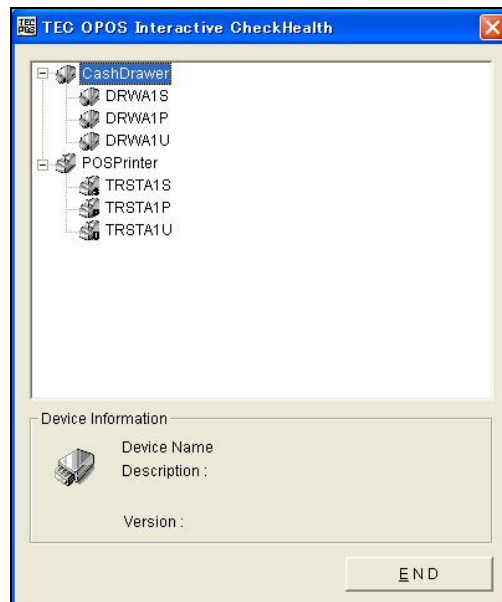 TEC OPOS Interactive CheckHealth
CashDrawer
DRWA1S
DRWA1P
DRWA1U
POSPrinter
TRSTA1S
TRSTA1P
TRSTA1U
Device Information
Device Name
Description :
Version :
END